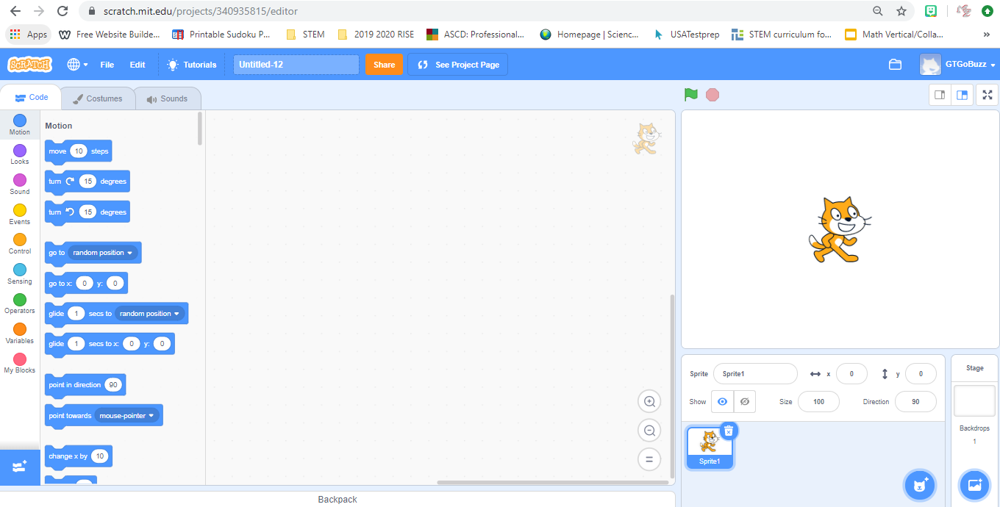 scratch.mit.edu/projects/340935815/editor
Apps Free Website Builde... Printable Sudoku P... STEM 2019 2020 RISE ASCD: Professional... Homepage | Scienc... USATestprep STEM curriculum fo... Math Vertical/Colla... »
SCRATCH File Edit Tutorials Untitled-12 Share See Project Page GTGoBuzz
Code Costumes Sounds
Motion
Looks
Sound
Events
Control
Sensing
Operators
Variables
My Blocks
Motion
move 10 steps
turn 15 degrees
turn 15 degrees
go to random position
go to x: 0 y: 0
glide 1 secs to random position
glide 1 secs to x: 0 y: 0
point in direction 90
point towards mouse-pointer
change x by 10
Backpack
Sprite Sprite1 x 0 y 0
Show Size 100 Direction 90
Sprite1
Stage
Backdrops
1